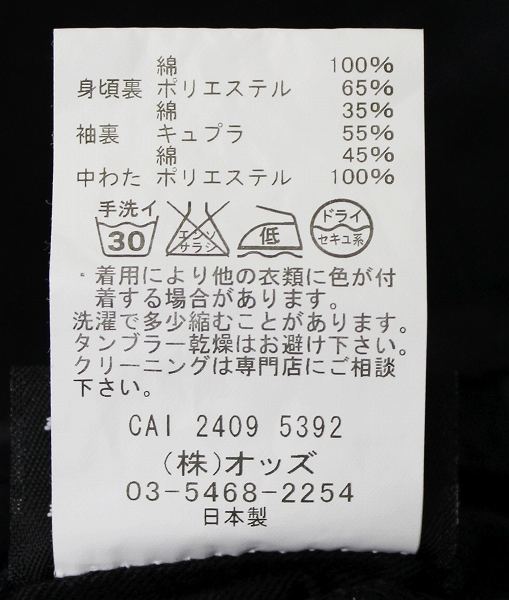 綿 100%
身頃裏 ポリエステル 65%
綿 35%
袖裏 キュプラ 55%
綿 45%
中わた ポリエステル 100%
手洗イ 30
エンソ サラシ
低
ドライ セキユ系
・着用により他の衣類に色が付
着する場合があります。
洗濯で多少縮むことがあります。
タンブラー乾燥はお避け下さい。
クリーニングは専門店にご相談
下さい。
CAI 2409 5392
(株)オッズ
03-5468-2254
日本製